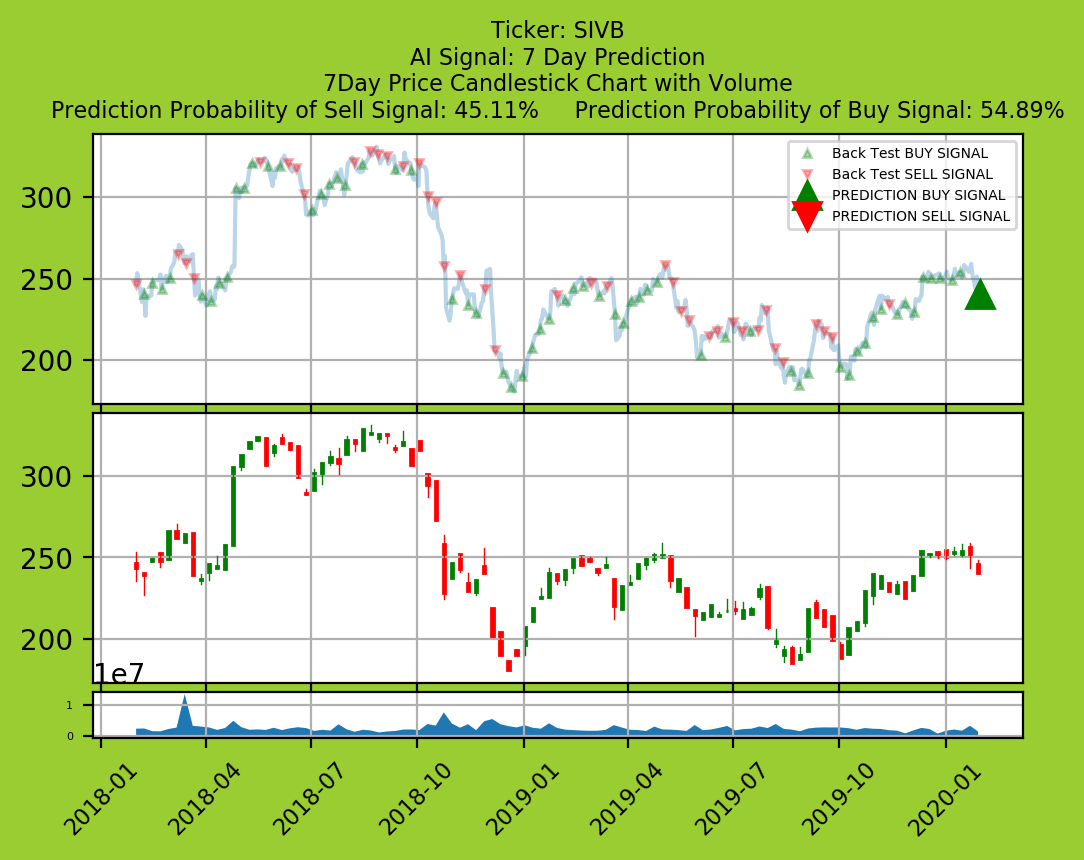 Ticker: SIVB
AI Signal: 7 Day Prediction
7Day Price Candlestick Chart with Volume
Prediction Probability of Sell Signal: 45.11%     Prediction Probability of Buy Signal: 54.89%
Back Test BUY SIGNAL
Back Test SELL SIGNAL
PREDICTION BUY SIGNAL
PREDICTION SELL SIGNAL
300
250
200
300
250
200
1e7
1
0
2018-01
2018-04
2018-07
2018-10
2019-01
2019-04
2019-07
2019-10
2020-01